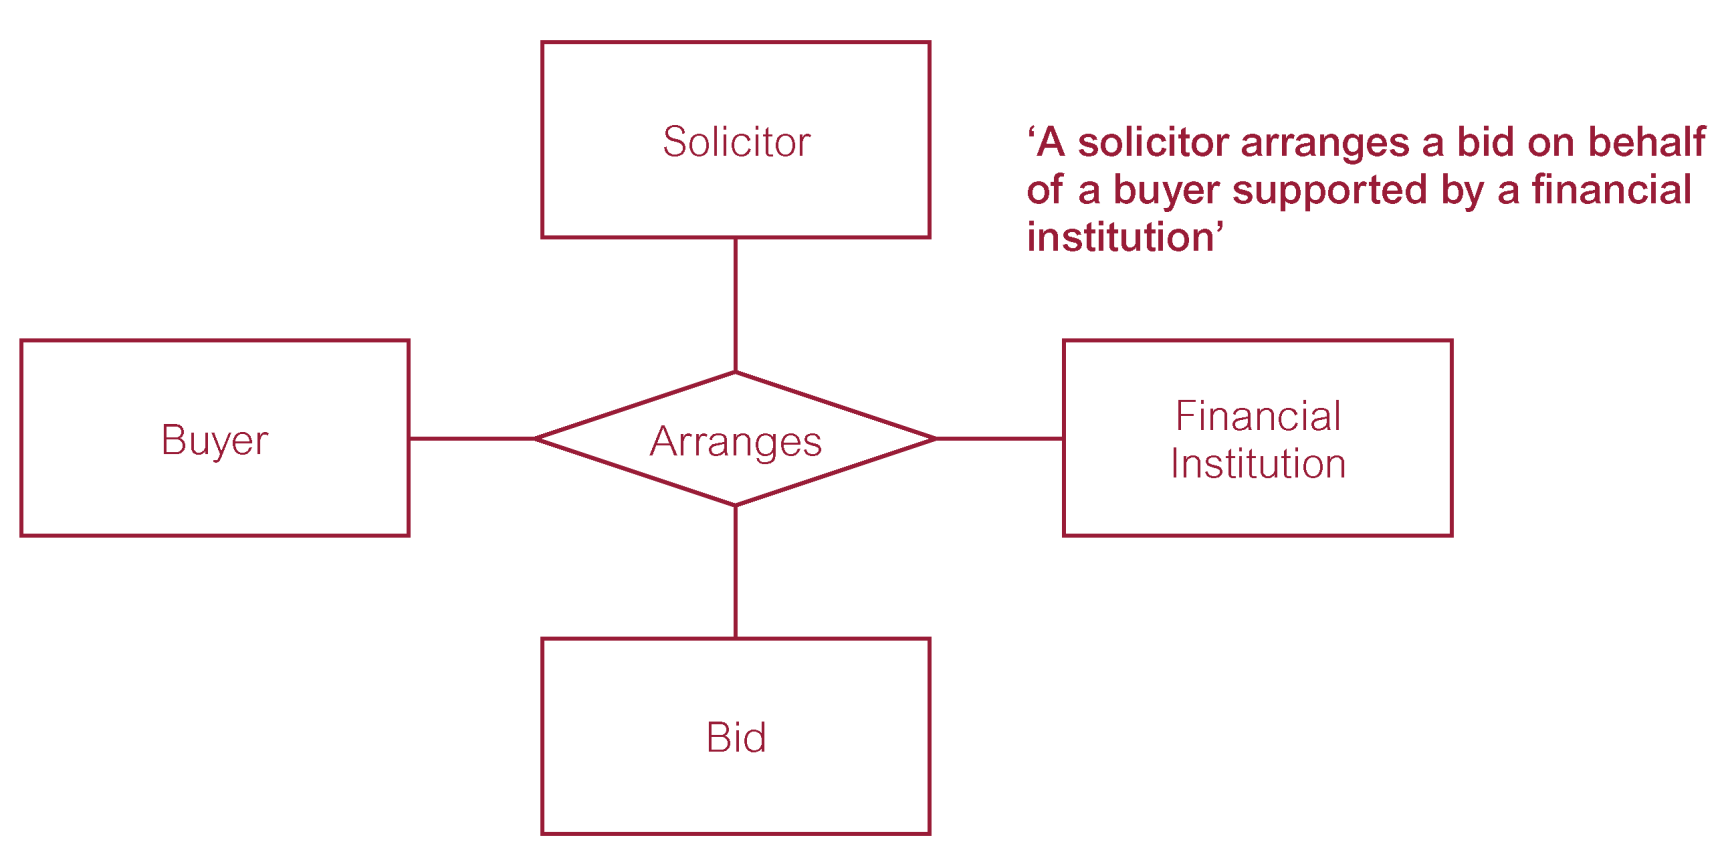 Solicitor
‘A solicitor arranges a bid on behalf
of a buyer supported by a financial
institution’
Buyer
Arranges
Financial
Institution
Bid